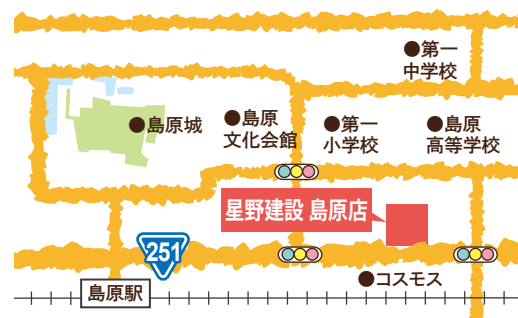 ●第一
中学校
●島原城
●島原
文化会館
●第一
小学校
●島原
高等学校
星野建設 島原店
251
●コスモス
島原駅